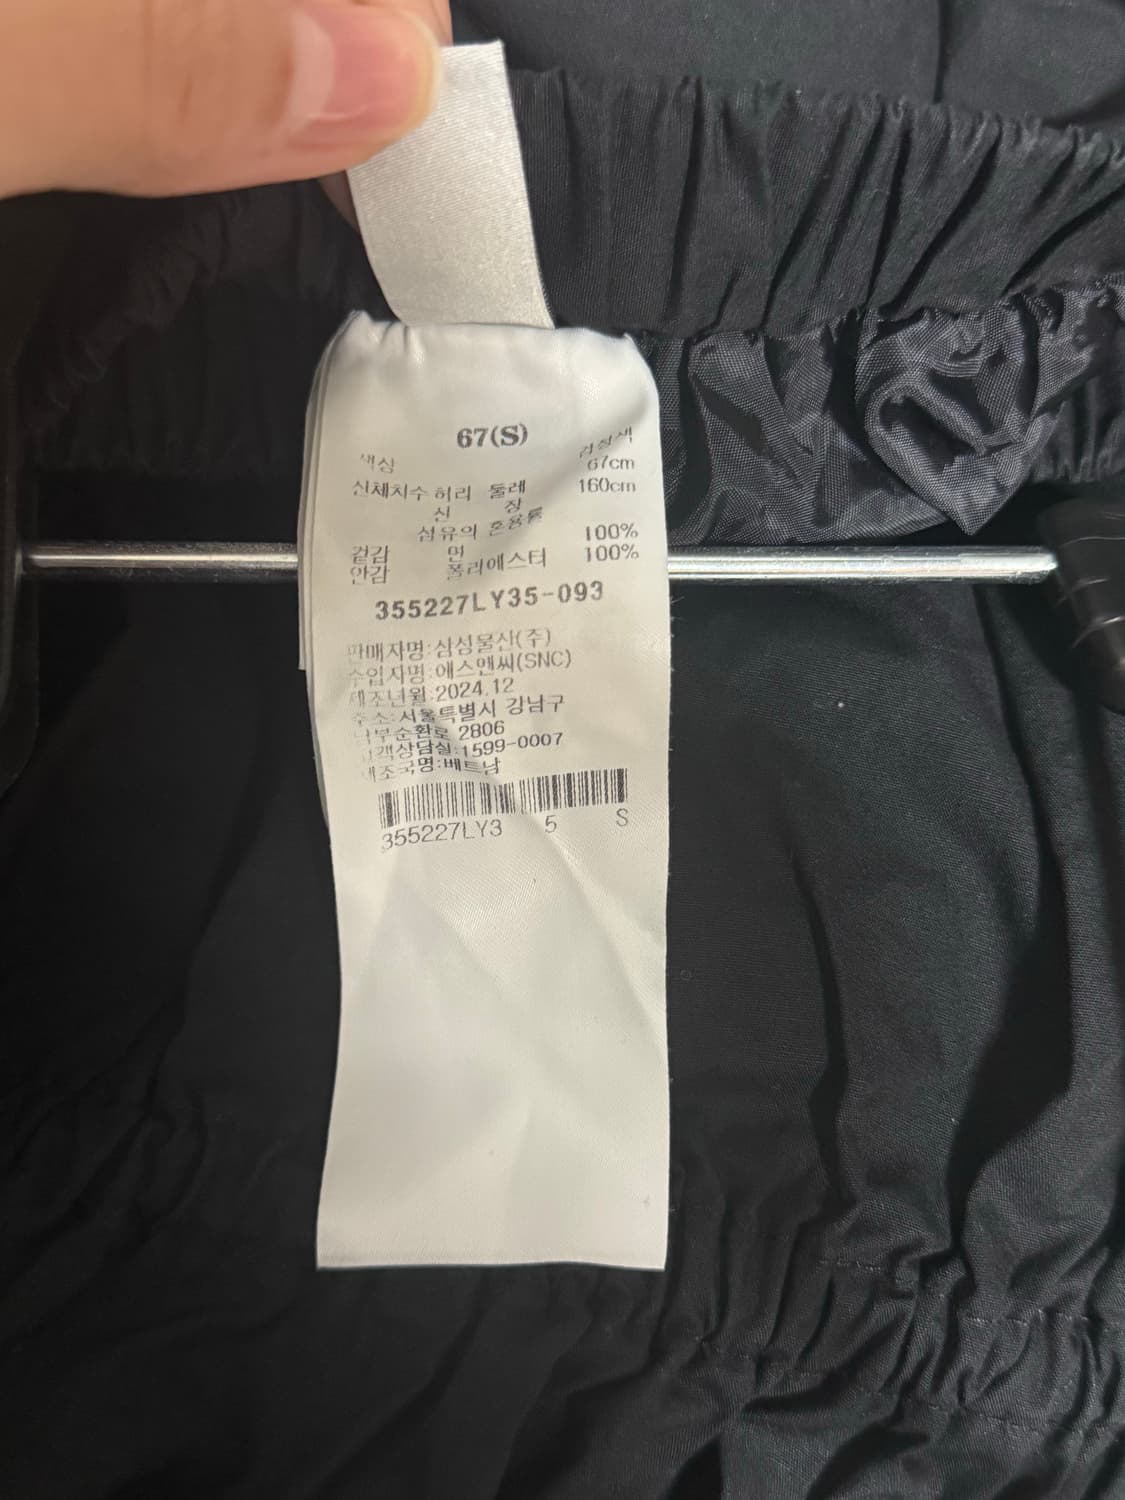 67(S)
색상 검정색
신체치수 허리 둘레 67cm
신 장 160cm
섬유의 혼용률
겉감 면 100%
안감 폴리에스터 100%
355227LY35-093
판매자명:삼성물산(주)
수입자명:에스앤씨(SNC)
제조년월:2024.12
주소:서울특별시 강남구
남부순환로 2806
고객상담실:1599-0007
제조국명:베트남
355227LY3 5 S